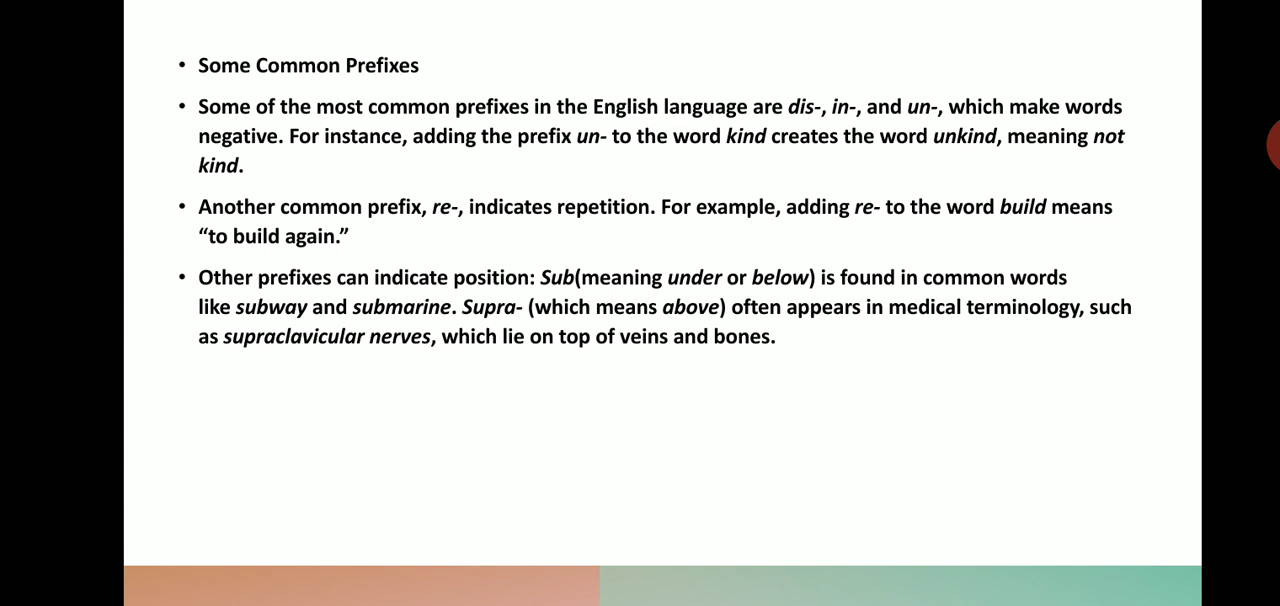 • Some Common Prefixes
• Some of the most common prefixes in the English language are dis-, in-, and un-, which make words
negative. For instance, adding the prefix un- to the word kind creates the word unkind, meaning not
kind.
• Another common prefix, re-, indicates repetition. For example, adding re- to the word build means
“to build again.”
• Other prefixes can indicate position: Sub(meaning under or below) is found in common words
like subway and submarine. Supra- (which means above) often appears in medical terminology, such
as supraclavicular nerves, which lie on top of veins and bones.